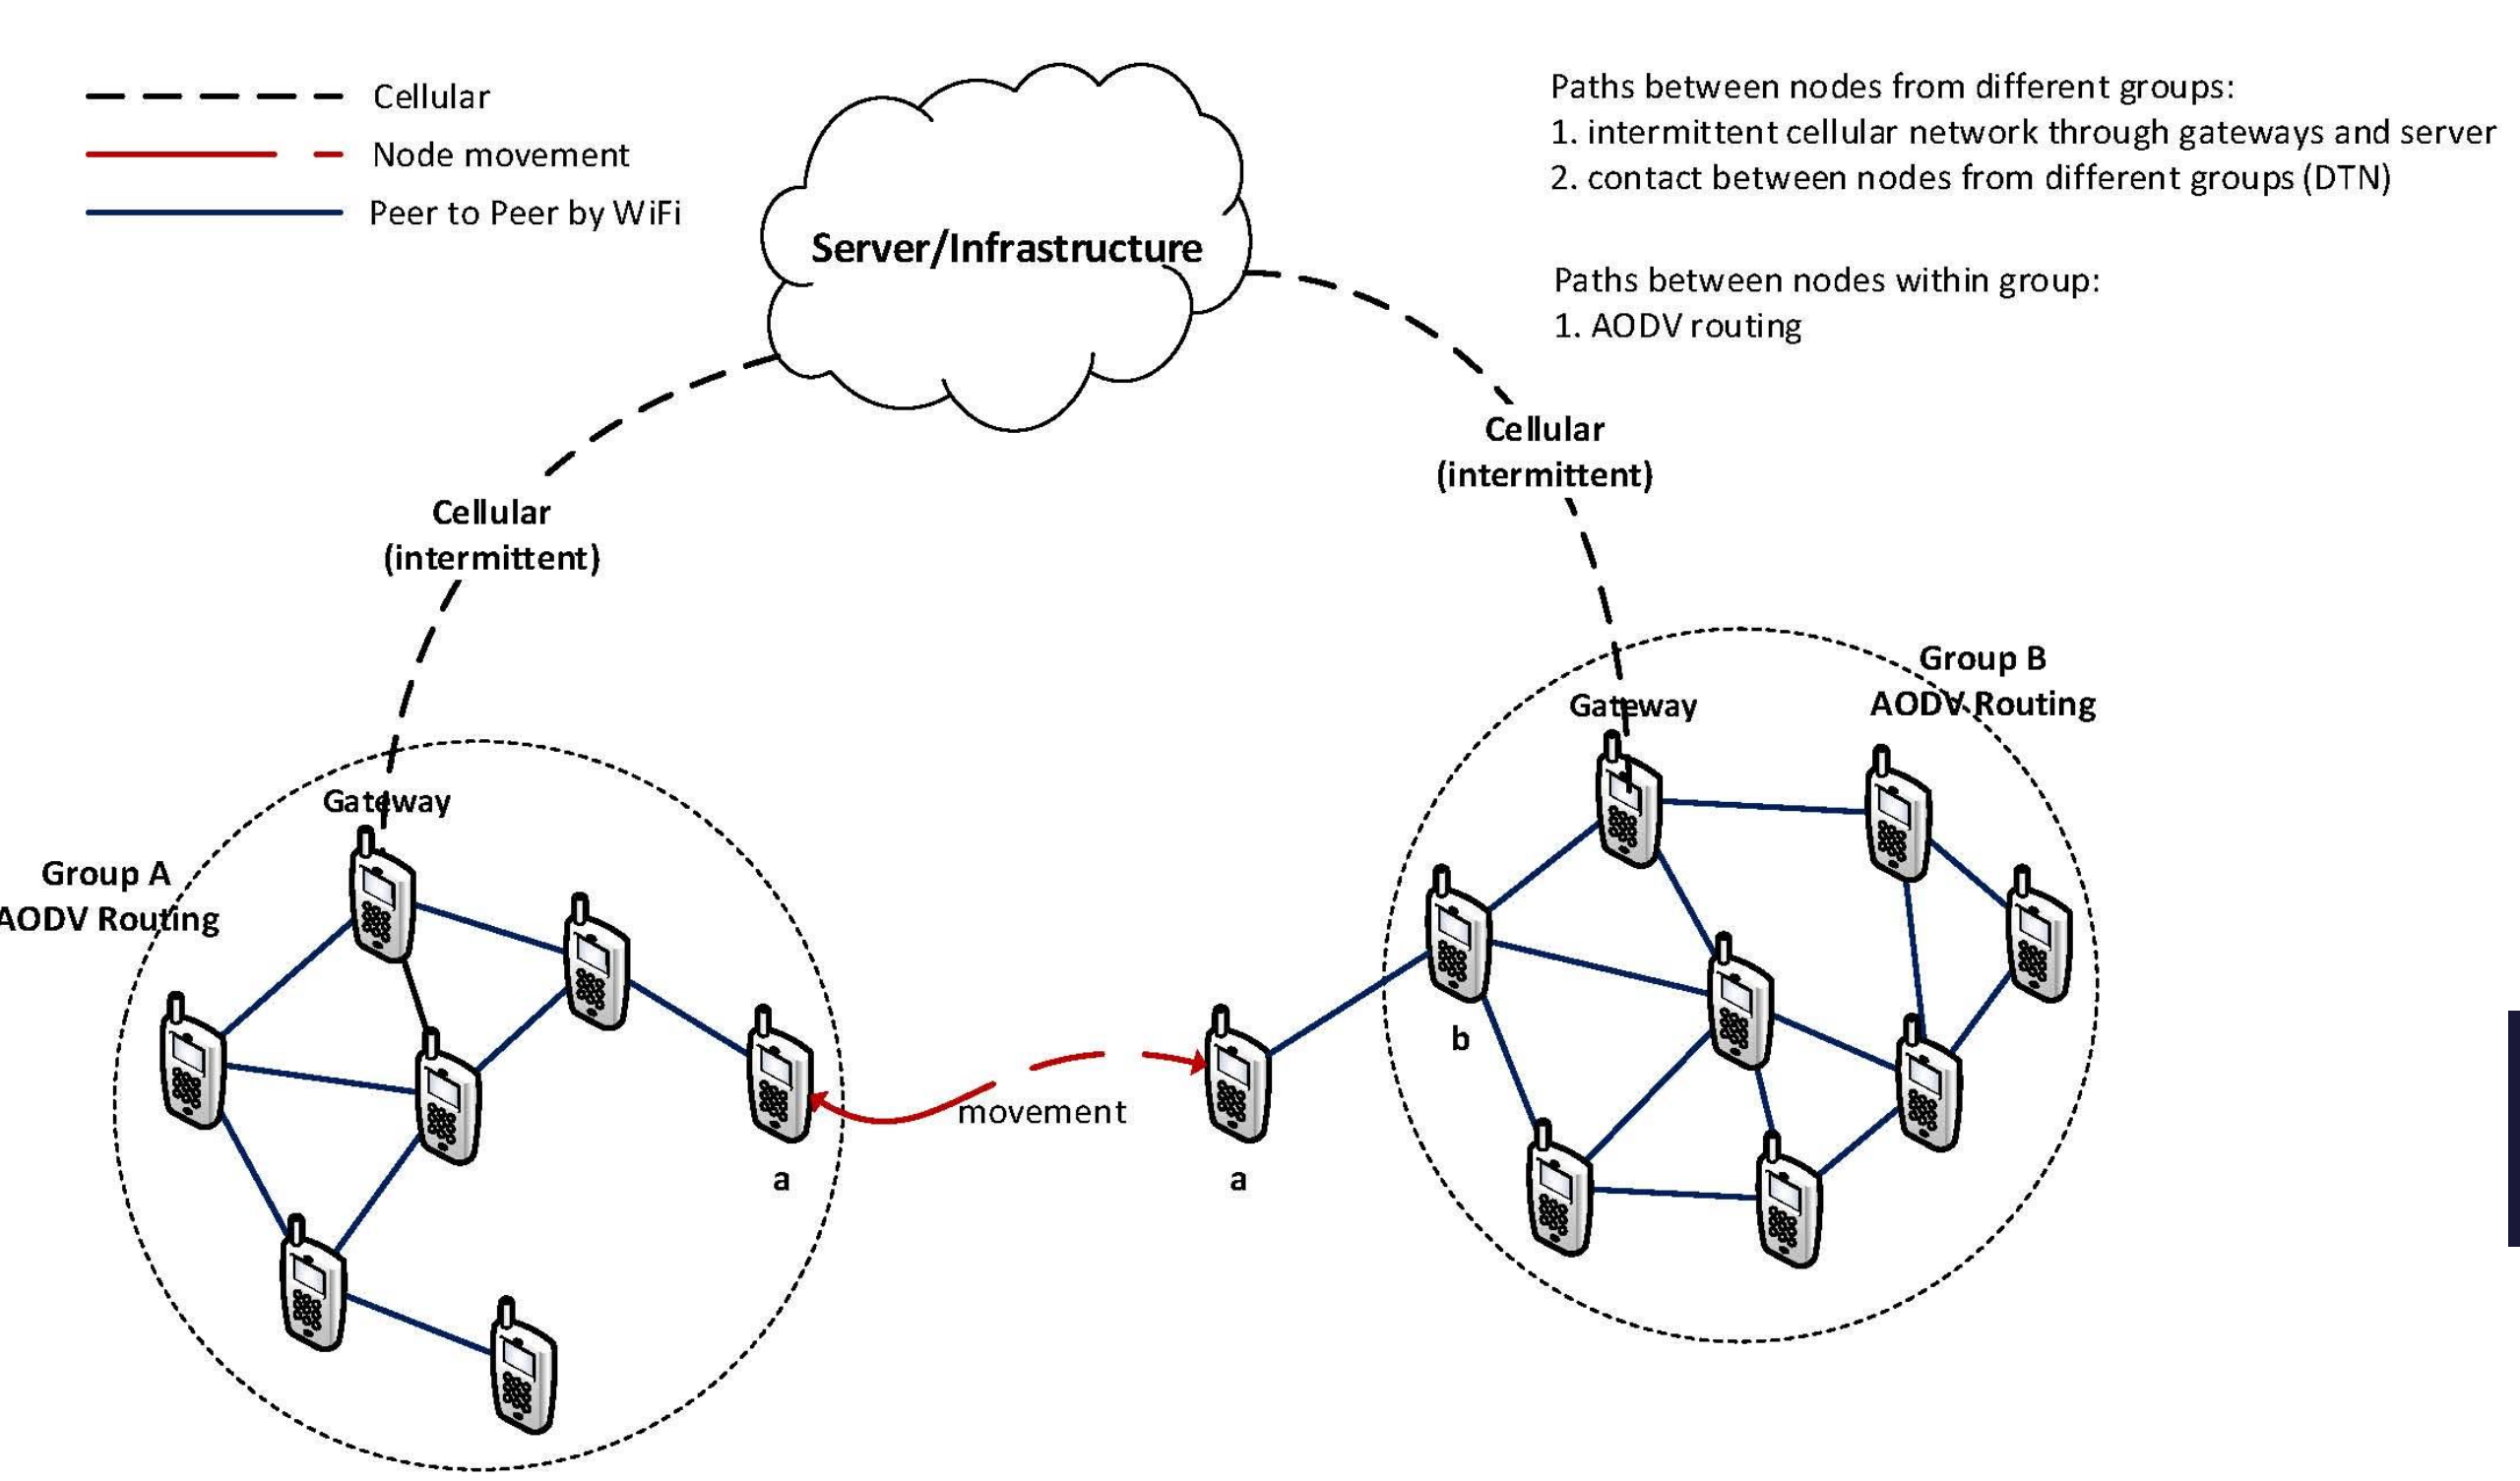 Cellular
Node movement
Peer to Peer by WiFi
Server/Infrastructure
Paths between nodes from different groups:
1. intermittent cellular network through gateways and server
2. contact between nodes from different groups (DTN)
Paths between nodes within group:
1. AODV routing
Cellular
(intermittent)
Cellular
(intermittent)
Group B
AODV Routing
Gateway
Gateway
Group A
AODV Routing
b
movement
a
a